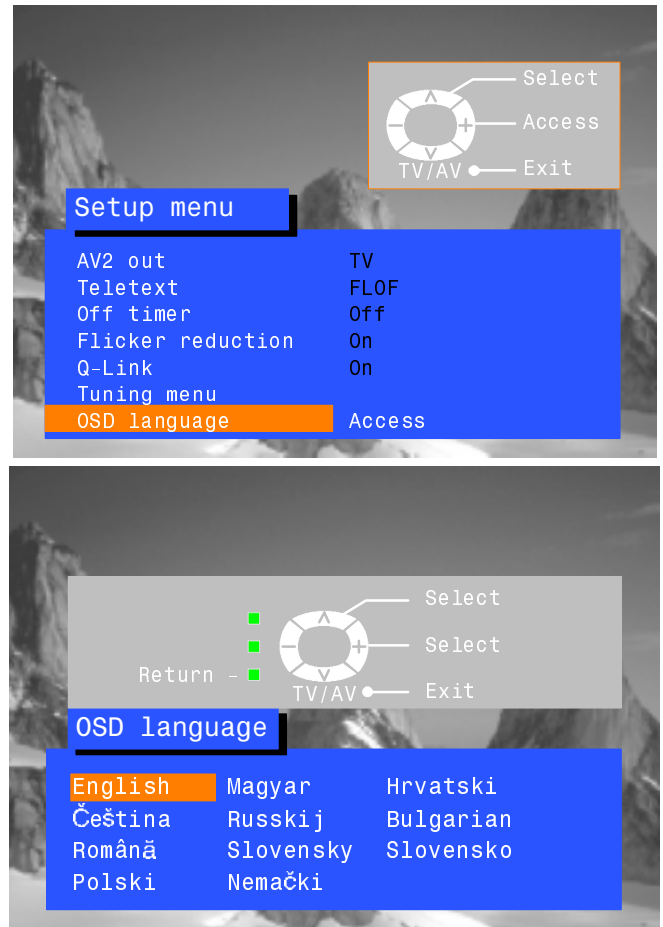 Select
Access
TV/AV Exit
Setup menu
AV2 out TV
Teletext FLOF
Off timer Off
Flicker reduction On
Q-Link On
Tuning menu
OSD language Access
Select
Select
Return -
TV/AV Exit
OSD language
English Magyar Hrvatski
Čeština Russkij Bulgarian
Română Slovensky Slovensko
Polski Nemački